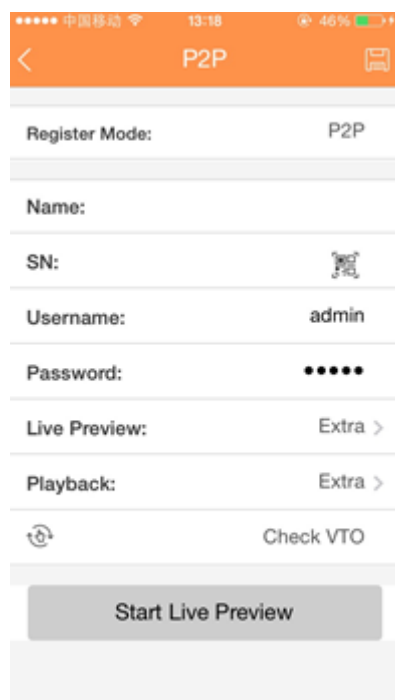 中国移动 13:18 46%
P2P
Register Mode: P2P
Name:
SN:
Username: admin
Password: •••••
Live Preview: Extra >
Playback: Extra >
Check VTO
Start Live Preview